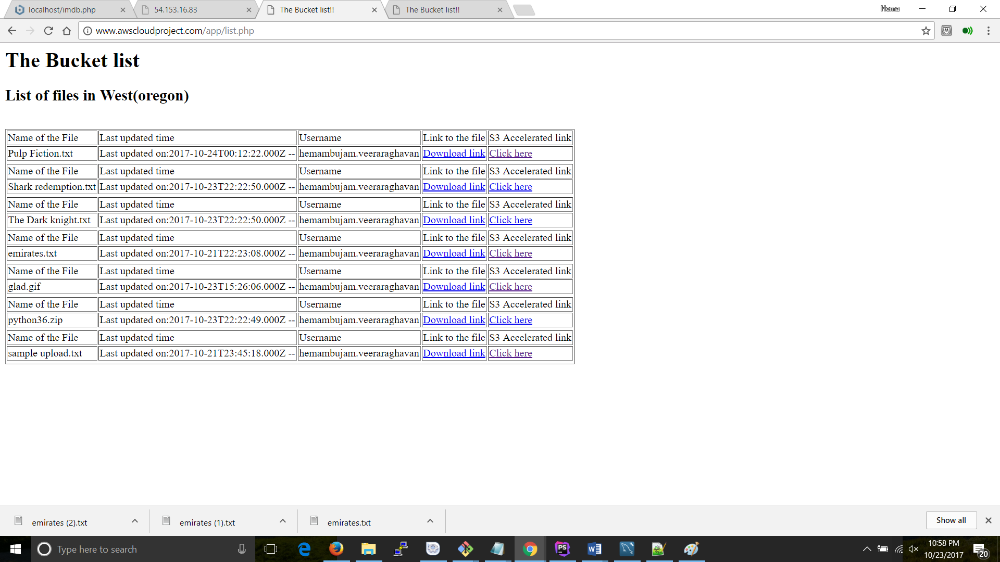 localhost/imdb.php
54.153.16.83
The Bucket list!!
The Bucket list!!
Hema
www.awscloudproject.com/app/list.php
The Bucket list
List of files in West(oregon)
Name of the File Last updated time Username Link to the file S3 Accelerated link
Pulp Fiction.txt Last updated on:2017-10-24T00:12:22.000Z -- hemambujam.veeraraghavan Download link Click here
Name of the File Last updated time Username Link to the file S3 Accelerated link
Shark redemption.txt Last updated on:2017-10-23T22:22:50.000Z -- hemambujam.veeraraghavan Download link Click here
Name of the File Last updated time Username Link to the file S3 Accelerated link
The Dark knight.txt Last updated on:2017-10-23T22:22:50.000Z -- hemambujam.veeraraghavan Download link Click here
Name of the File Last updated time Username Link to the file S3 Accelerated link
emirates.txt Last updated on:2017-10-21T22:23:08.000Z -- hemambujam.veeraraghavan Download link Click here
Name of the File Last updated time Username Link to the file S3 Accelerated link
glad.gif Last updated on:2017-10-23T15:26:06.000Z -- hemambujam.veeraraghavan Download link Click here
Name of the File Last updated time Username Link to the file S3 Accelerated link
python36.zip Last updated on:2017-10-23T22:22:49.000Z -- hemambujam.veeraraghavan Download link Click here
Name of the File Last updated time Username Link to the file S3 Accelerated link
sample upload.txt Last updated on:2017-10-21T23:45:18.000Z -- hemambujam.veeraraghavan Download link Click here
emirates (2).txt
emirates (1).txt
emirates.txt
Show all
Type here to search
PS
W
10:58 PM
10/23/2017
20